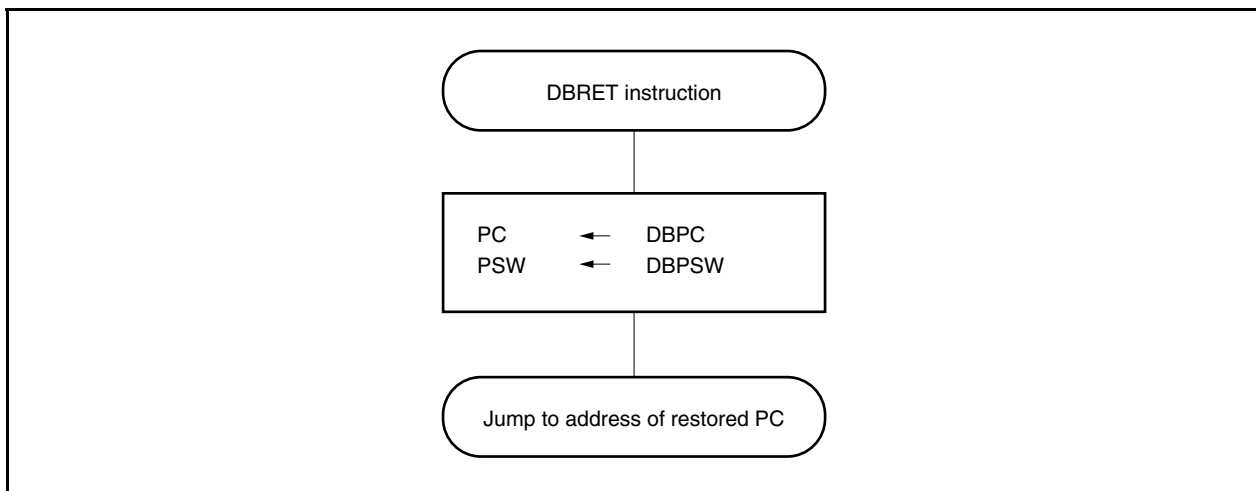 DBRET instruction
PC ← DBPC
PSW ← DBPSW
Jump to address of restored PC